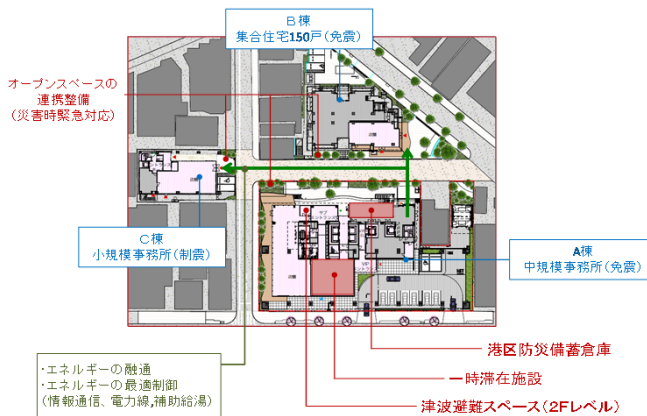 B棟
集合住宅150戸(免震)
オープンスペースの
連携整備
(災害時緊急対応)
店舗
C棟
小規模事務所(制震)
A棟
中規模事務所(免震)
・エネルギーの融通
・エネルギーの最適制御
(情報通信、電力線,補助給湯)
港区防災備蓄倉庫
一時滞在施設
津波避難スペース(2Fレベル)